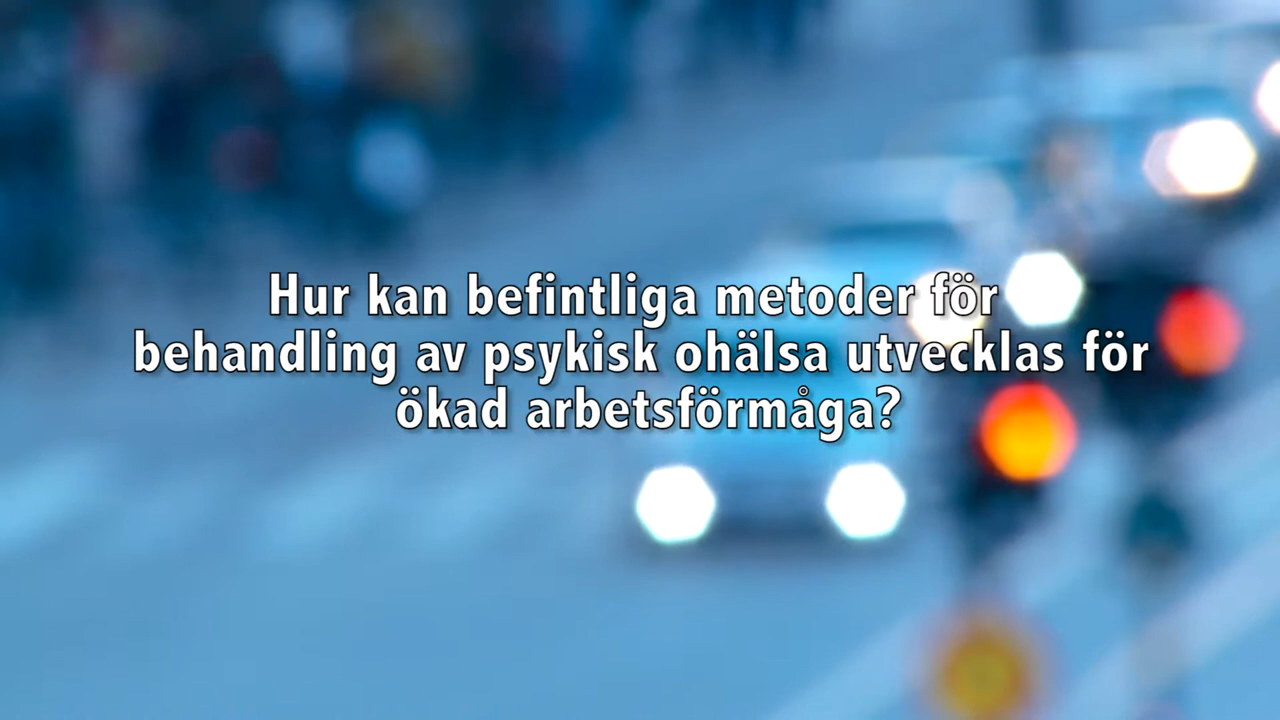 Hur kan befintliga metoder för
behandling av psykisk ohälsa utvecklas för
ökad arbetsförmåga?